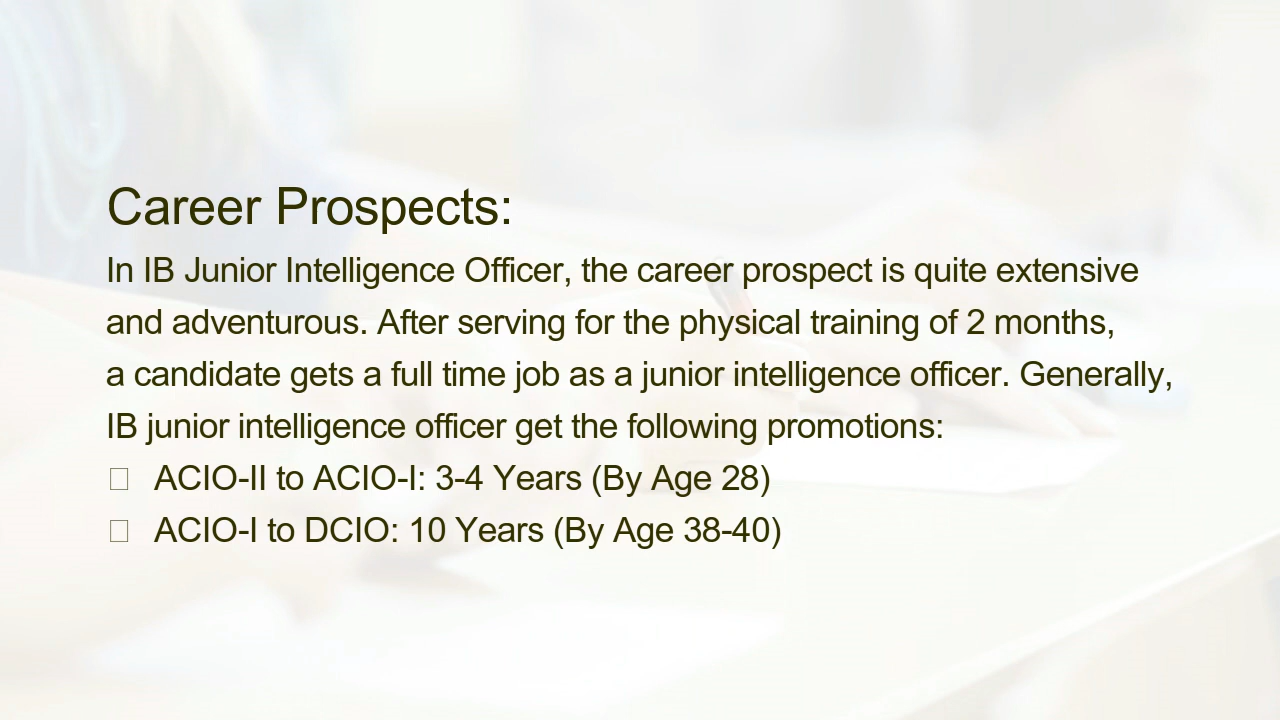 Career Prospects:
In IB Junior Intelligence Officer, the career prospect is quite extensive
and adventurous. After serving for the physical training of 2 months,
a candidate gets a full time job as a junior intelligence officer. Generally,
IB junior intelligence officer get the following promotions:
ACIO-II to ACIO-I: 3-4 Years (By Age 28)
ACIO-I to DCIO: 10 Years (By Age 38-40)